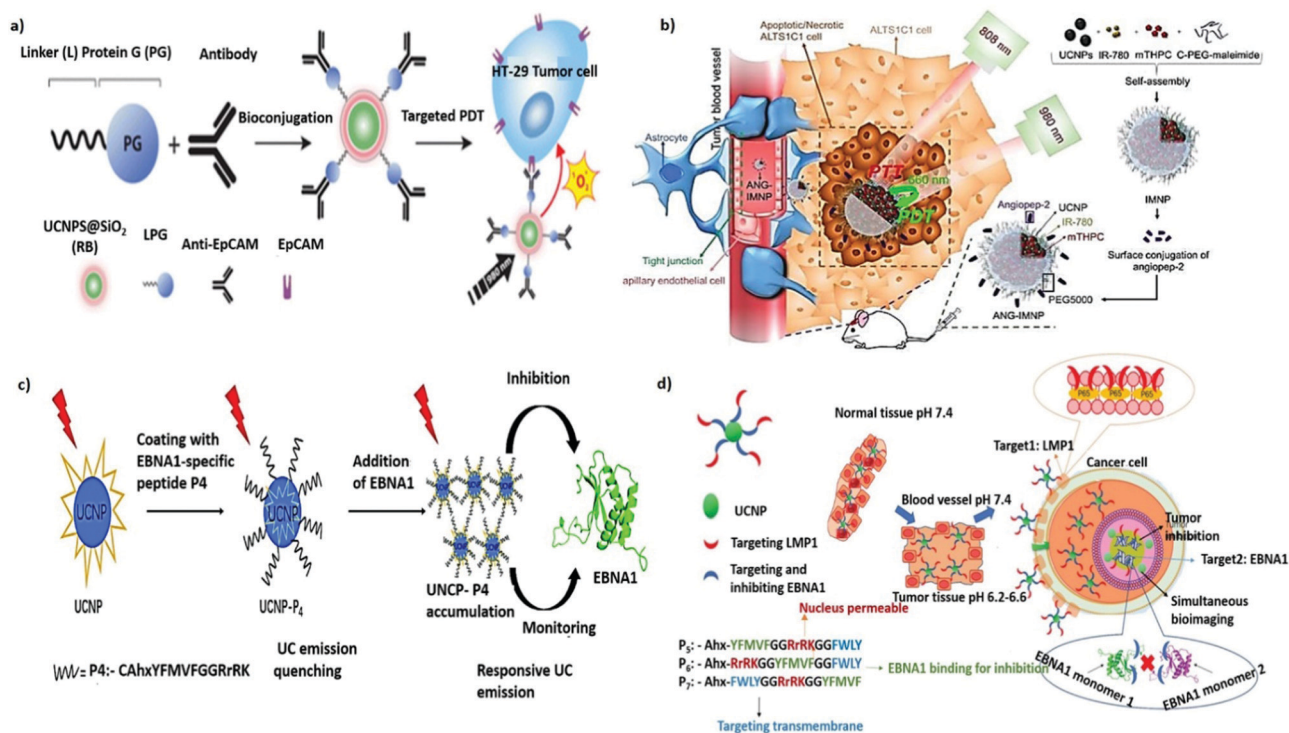 a)
Linker (L) Protein G (PG)
Antibody
PG
+
Bioconjugation
Targeted PDT
HT-29 Tumor cell
¹O₂
980 nm
UCNPS@SiO₂
(RB)
LPG
Anti-EpCAM
EpCAM
b)
Apoptotic/Necrotic
ALTS1C1 cell
ALTS1C1 cell
808 nm
980 nm
Tumor blood vessel
Astrocyte
ANG-
IMNP
PTT
660 nm
PDT
Tight junction
apillary endothelial cell
UCNPs IR-780 mTHPC C-PEG-maleimide
Self-assembly
IMNP
Surface conjugation of
angiopep-2
Angiopep-2
UCNP
IR-780
mTHPC
PEG5000
ANG-IMNP
c)
UCNP
UCNP
Coating with
EBNA1-specific
peptide P4
UCNP
UCNP-P₄
Addition
of EBNA1
Inhibition
UNCP- P4
accumulation
EBNA1
Monitoring
= P4:- CAhxYFMVFGGRrRK
UC emission
quenching
Responsive UC
emission
d)
UCNP
Targeting LMP1
Targeting and
inhibiting EBNA1
Normal tissue pH 7.4
Blood vessel pH 7.4
Tumor tissue pH 6.2-6.6
P65 P65 P65
Target1: LMP1
Cancer cell
Tumor
inhibition
Target2: EBNA1
Simultaneous
bioimaging
EBNA1 monomer 1
EBNA1 monomer 2
Nucleus permeable
P₅: - Ahx-YFMVFGGRrRKGGFWLY
P₆: - Ahx-RrRKGGYFMVFGGFWLY
P₇: - Ahx-FWLYGGRrRKGGYFMVF
EBNA1 binding for inhibition
Targeting transmembrane